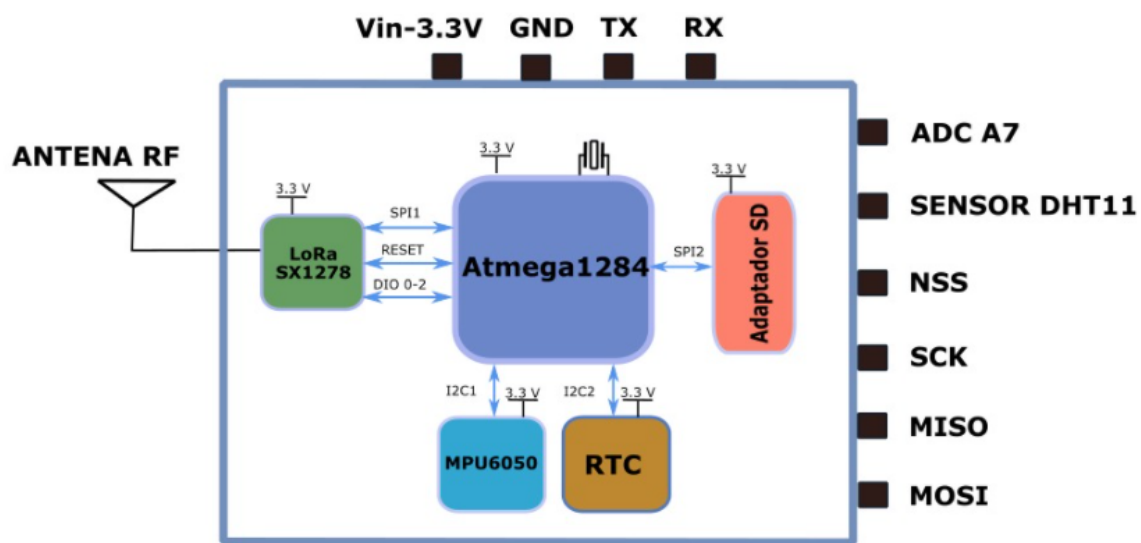 Vin-3.3V GND TX RX
ANTENA RF
ADC A7
SENSOR DHT11
NSS
SCK
MISO
MOSI
3.3 V
LoRa
SX1278
SPI1
RESET
DIO 0-2
3.3 V
Atmega1284
SPI2
3.3 V
Adaptador SD
I2C1
3.3 V
MPU6050
I2C2
3.3 V
RTC